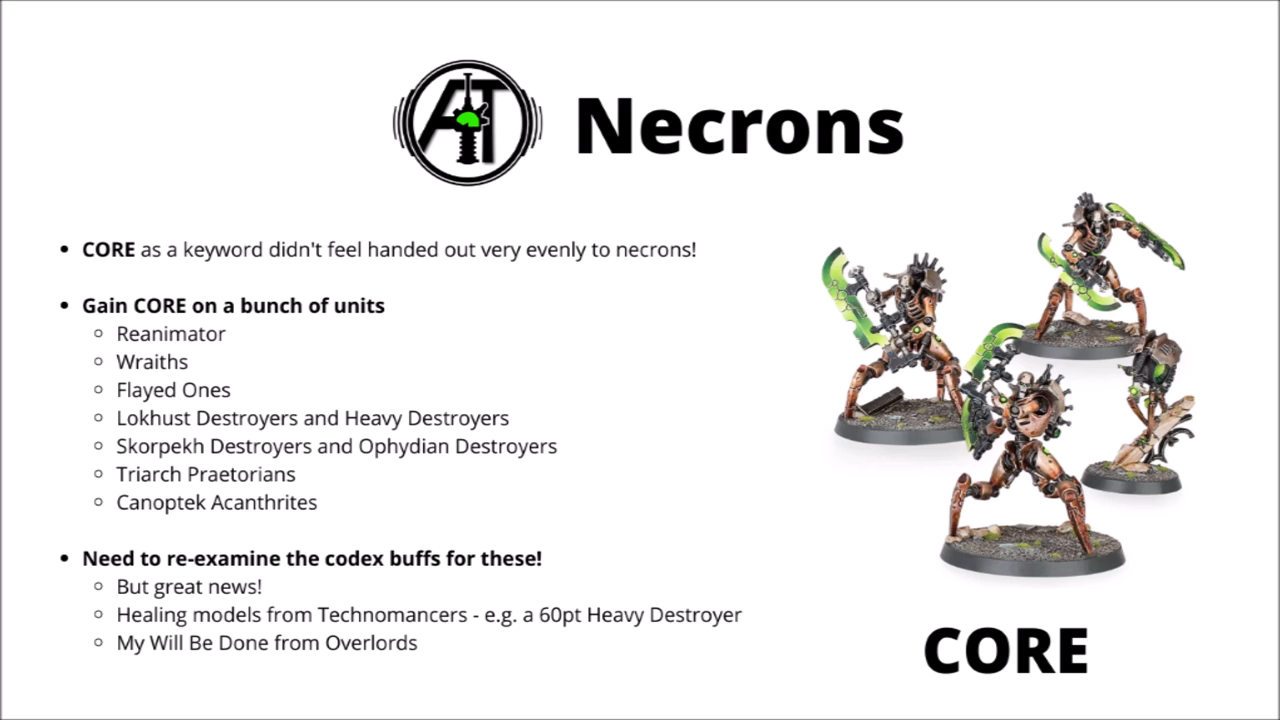 AT
Necrons
CORE as a keyword didn't feel handed out very evenly to necrons!
Gain CORE on a bunch of units
Reanimator
Wraiths
Flayed Ones
Lokhust Destroyers and Heavy Destroyers
Skorpekh Destroyers and Ophydian Destroyers
Triarch Praetorians
Canoptek Acanthrites
Need to re-examine the codex buffs for these!
But great news!
Healing models from Technomancers - e.g. a 60pt Heavy Destroyer
My Will Be Done from Overlords
CORE